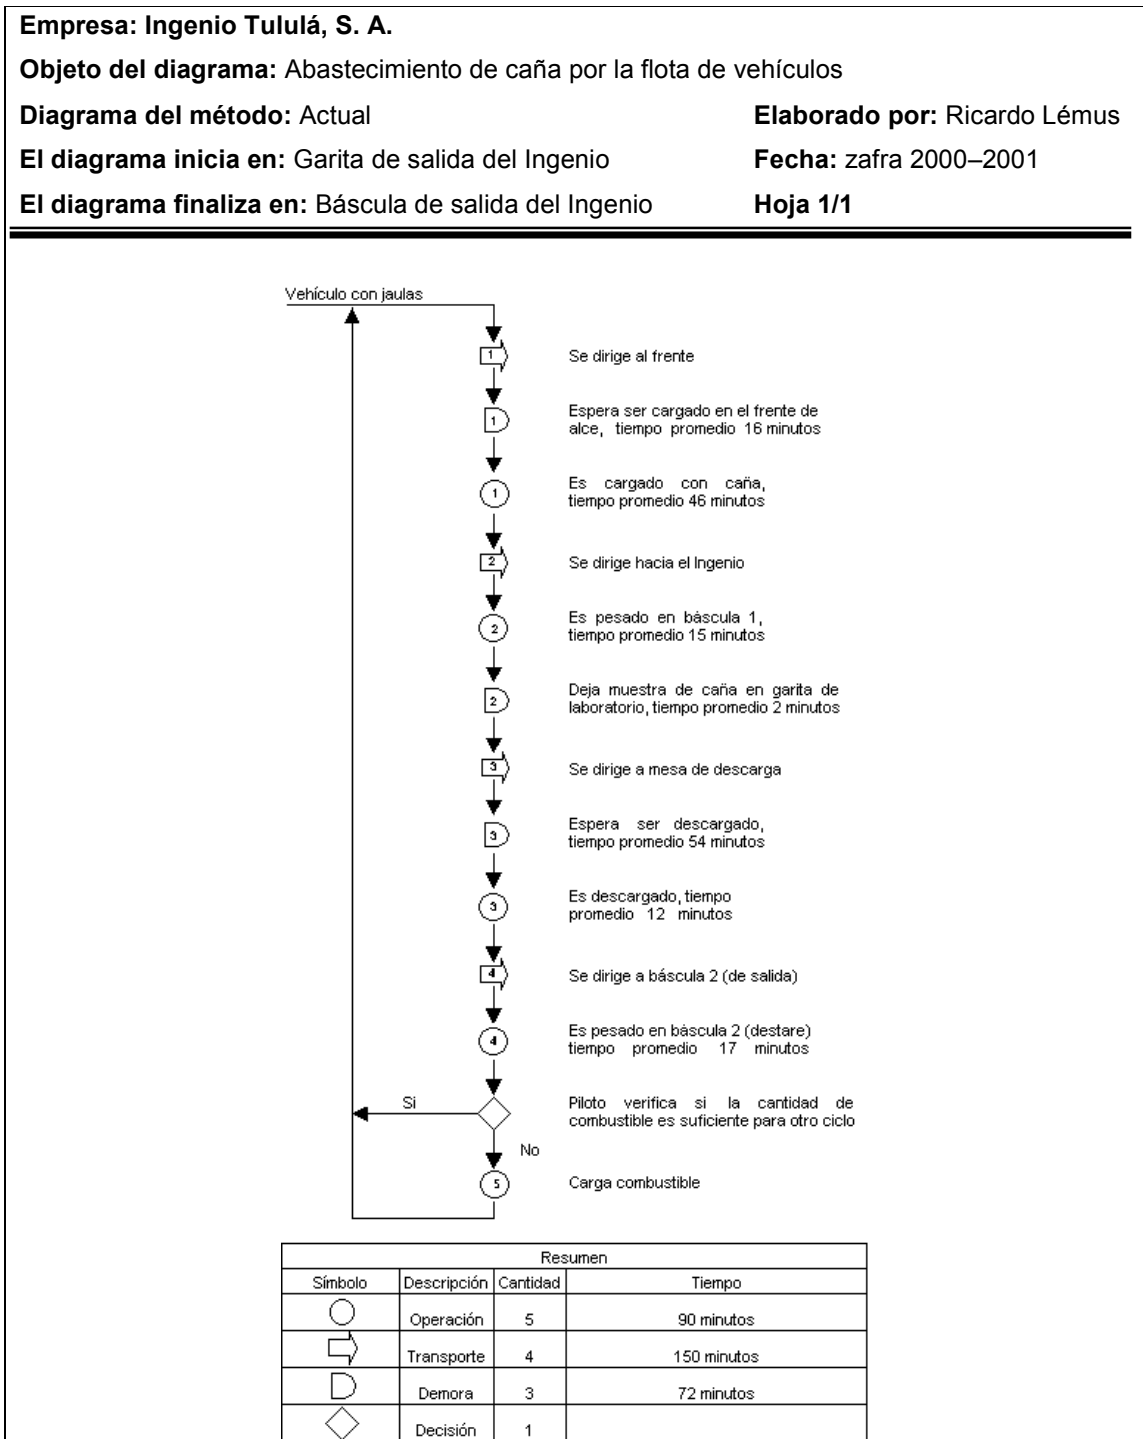 Empresa: Ingenio Tululá, S. A.
Objeto del diagrama: Abastecimiento de caña por la flota de vehículos
Diagrama del método: Actual Elaborado por: Ricardo Lémus
El diagrama inicia en: Garita de salida del Ingenio Fecha: zafra 2000–2001
El diagrama finaliza en: Báscula de salida del Ingenio Hoja 1/1
Vehículo con jaulas
1 Se dirige al frente
1 Espera ser cargado en el frente de
alce, tiempo promedio 16 minutos
1 Es cargado con caña,
tiempo promedio 46 minutos
2 Se dirige hacia el Ingenio
2 Es pesado en báscula 1,
tiempo promedio 15 minutos
2 Deja muestra de caña en garita de
laboratorio, tiempo promedio 2 minutos
3 Se dirige a mesa de descarga
3 Espera ser descargado,
tiempo promedio 54 minutos
3 Es descargado, tiempo
promedio 12 minutos
4 Se dirige a báscula 2 (de salida)
4 Es pesado en báscula 2 (destare)
tiempo promedio 17 minutos
Si Piloto verifica si la cantidad de
combustible es suficiente para otro ciclo
No
5 Carga combustible
Resumen
Símbolo Descripción Cantidad Tiempo
Operación 5 90 minutos
Transporte 4 150 minutos
Demora 3 72 minutos
Decisión 1